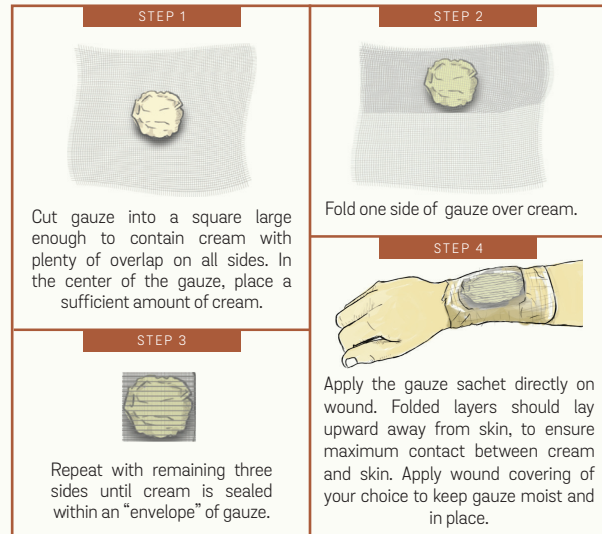 STEP 1
Cut gauze into a square large
enough to contain cream with
plenty of overlap on all sides. In
the center of the gauze, place a
sufficient amount of cream.
STEP 2
Fold one side of gauze over cream.
STEP 3
Repeat with remaining three
sides until cream is sealed
within an “envelope” of gauze.
STEP 4
Apply the gauze sachet directly on
wound. Folded layers should lay
upward away from skin, to ensure
maximum contact between cream
and skin. Apply wound covering of
your choice to keep gauze moist and
in place.